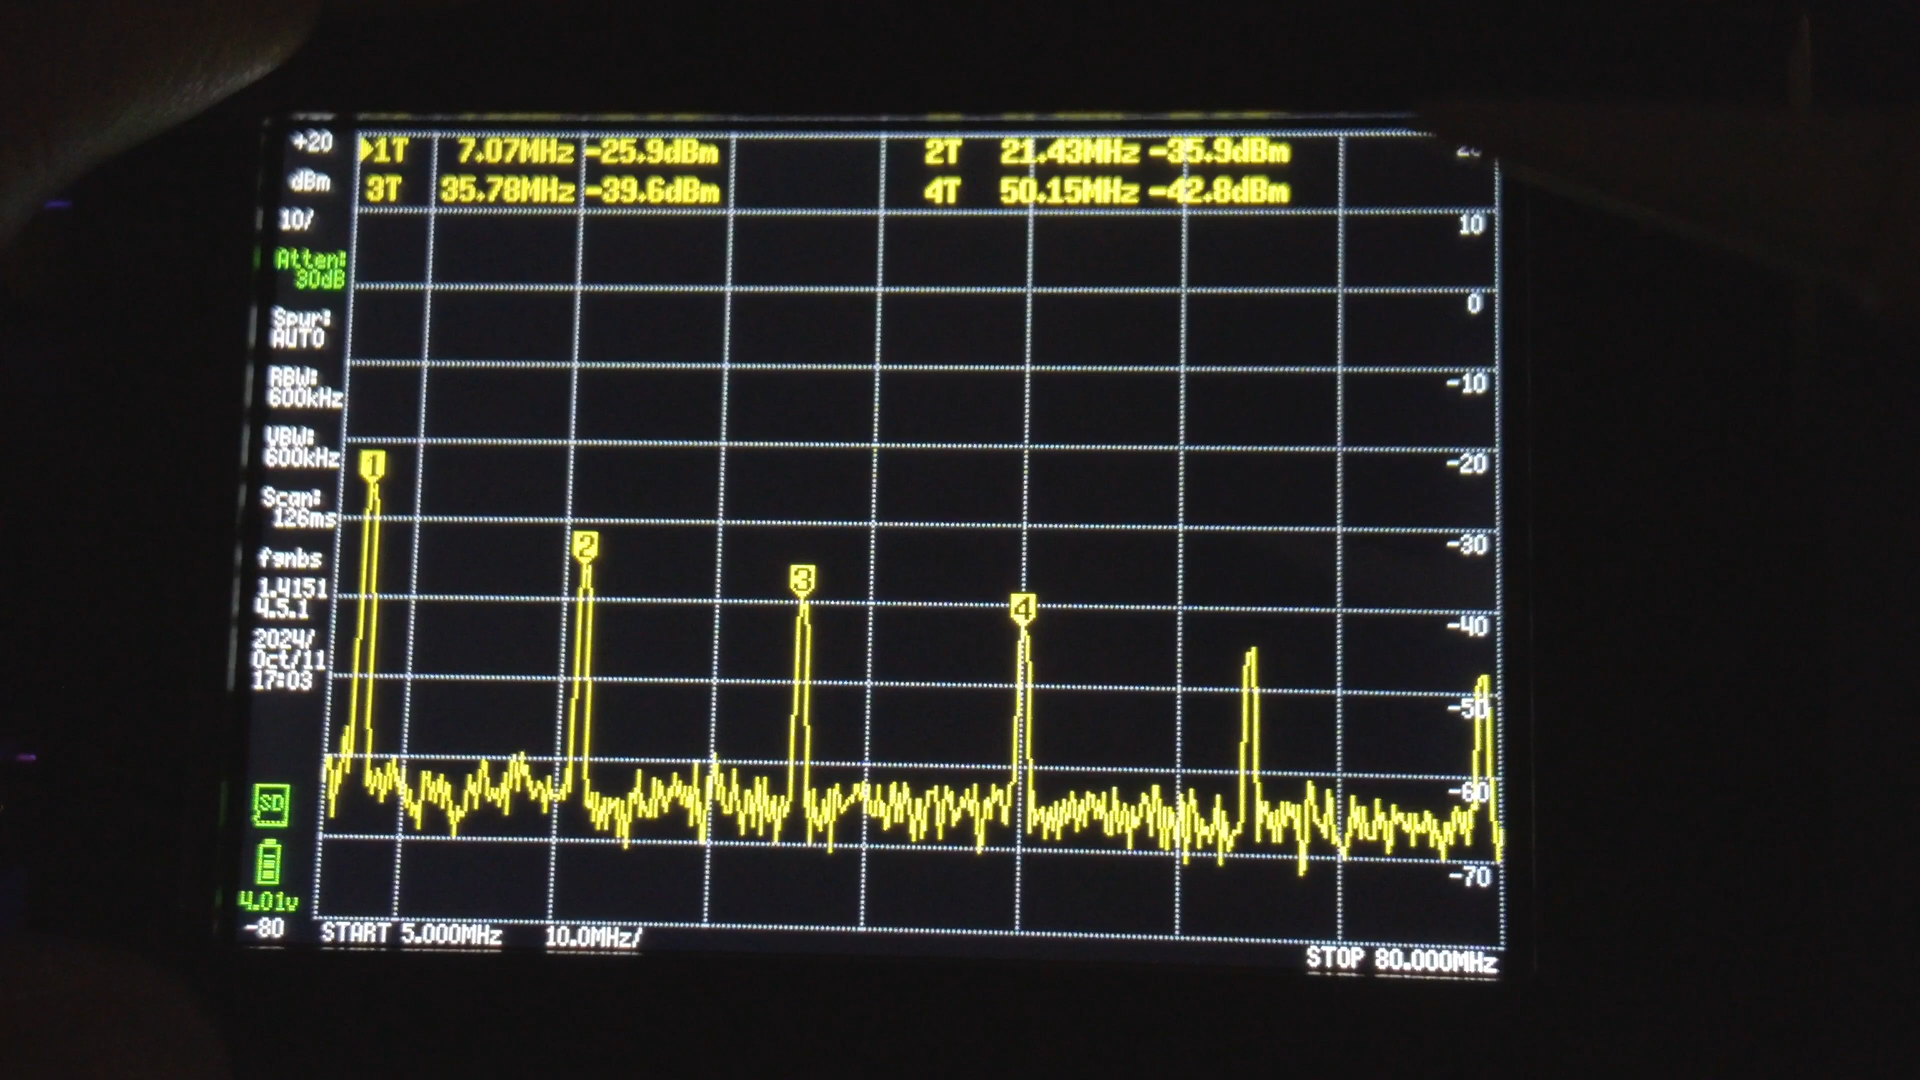 +20
dBm
10/
Atten:
30dB
Spur:
AUTO
RBW:
600kHz
VBW:
600kHz
Scan:
126ms
fgnbs
1.4151
4.5.1
2024/
Oct/11
17:03
SD
4.01v
-80
1T 7.07MHz -25.9dBm 2T 21.43MHz -35.9dBm
3T 35.78MHz -39.6dBm 4T 50.15MHz -42.8dBm
10
0
-10
-20
-30
-40
-50
-60
-70
1
2
3
4
START 5.000MHz 10.0MHz/ STOP 80.000MHz